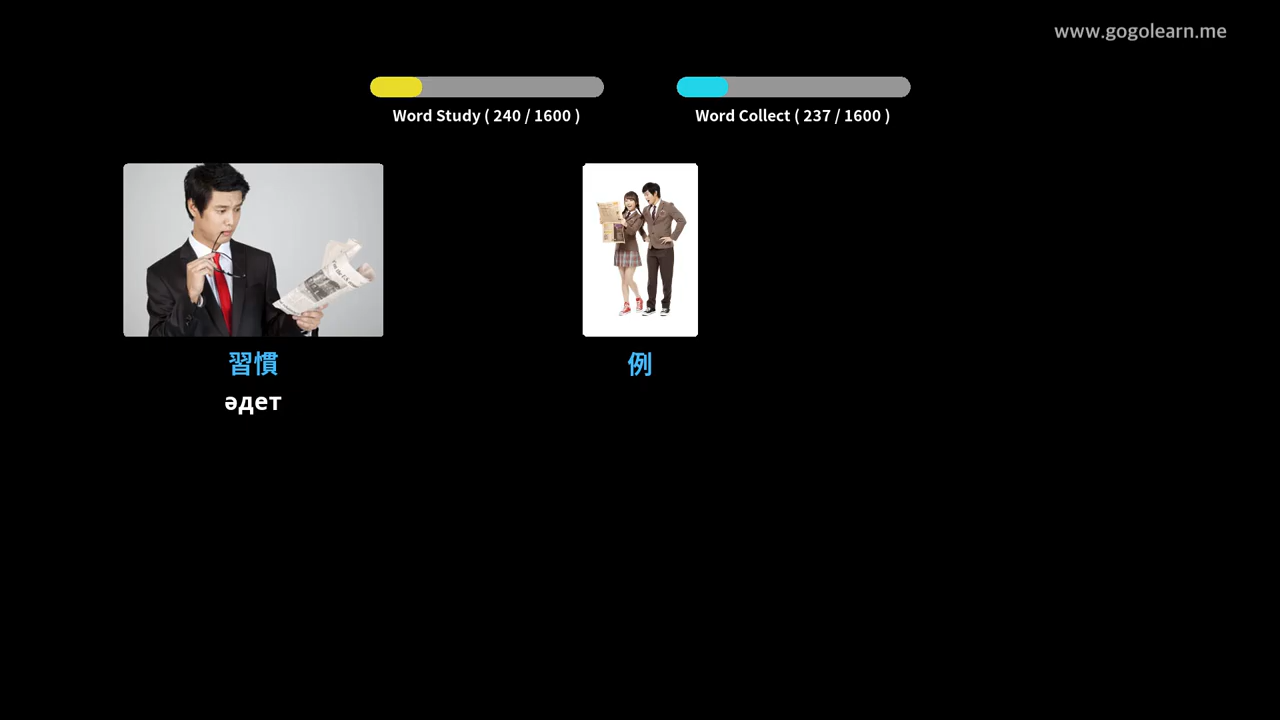 www.gogolearn.me
Word Study ( 240 / 1600 )
Word Collect ( 237 / 1600 )
習慣
әдет
例